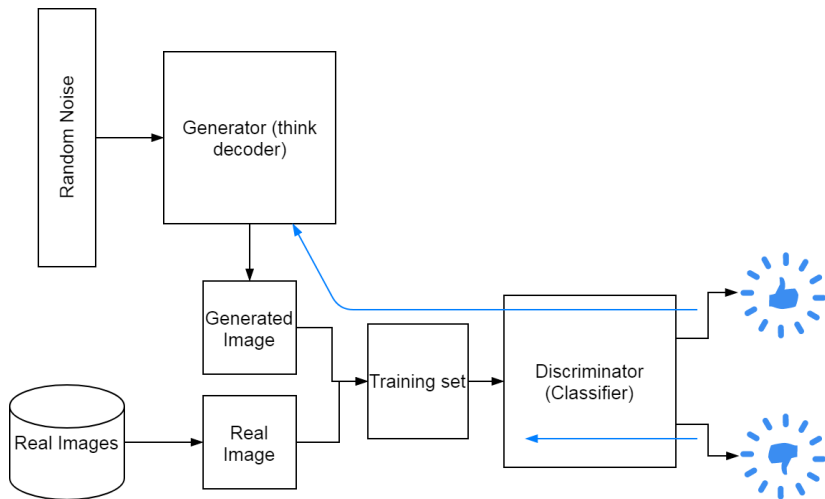 Random Noise
Generator (think
decoder)
Generated
Image
Real Images
Real
Image
Training set
Discriminator
(Classifier)